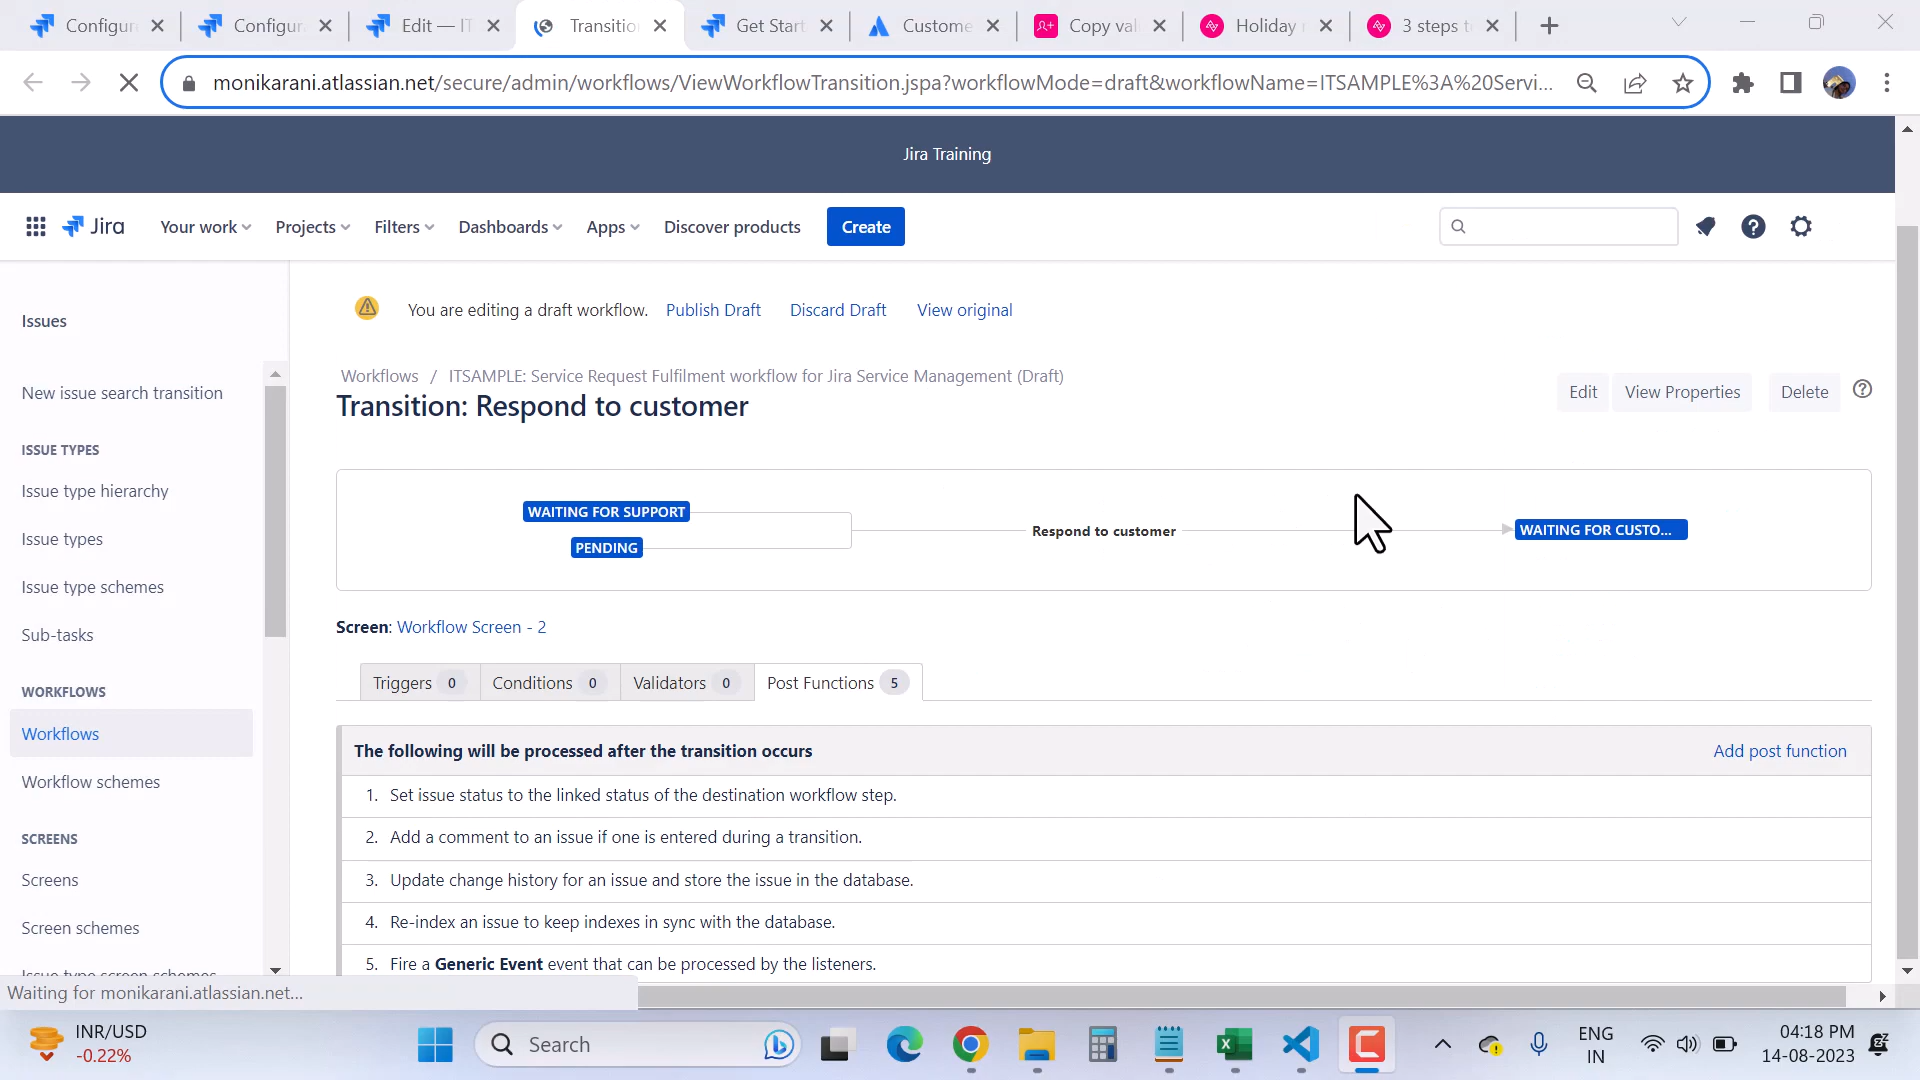 Configur
Configur
Edit — IT
Transitio
Get Start
Custome
Copy val
Holiday
3 steps t
monikarani.atlassian.net/secure/admin/workflows/ViewWorkflowTransition.jspa?workflowMode=draft&workflowName=ITSAMPLE%3A%20Servi...
Jira Training
Jira
Your work
Projects
Filters
Dashboards
Apps
Discover products
Create
Issues
New issue search transition
ISSUE TYPES
Issue type hierarchy
Issue types
Issue type schemes
Sub-tasks
WORKFLOWS
Workflows
Workflow schemes
SCREENS
Screens
Screen schemes
Issue type screen schemes
You are editing a draft workflow. Publish Draft Discard Draft View original
Workflows / ITSAMPLE: Service Request Fulfilment workflow for Jira Service Management (Draft)
Transition: Respond to customer
Edit
View Properties
Delete
WAITING FOR SUPPORT
PENDING
Respond to customer
WAITING FOR CUSTO...
Screen: Workflow Screen - 2
Triggers 0
Conditions 0
Validators 0
Post Functions 5
The following will be processed after the transition occurs
Add post function
1. Set issue status to the linked status of the destination workflow step.
2. Add a comment to an issue if one is entered during a transition.
3. Update change history for an issue and store the issue in the database.
4. Re-index an issue to keep indexes in sync with the database.
5. Fire a Generic Event event that can be processed by the listeners.
Waiting for monikarani.atlassian.net...
INR/USD
-0.22%
Search
ENG
IN
04:18 PM
14-08-2023